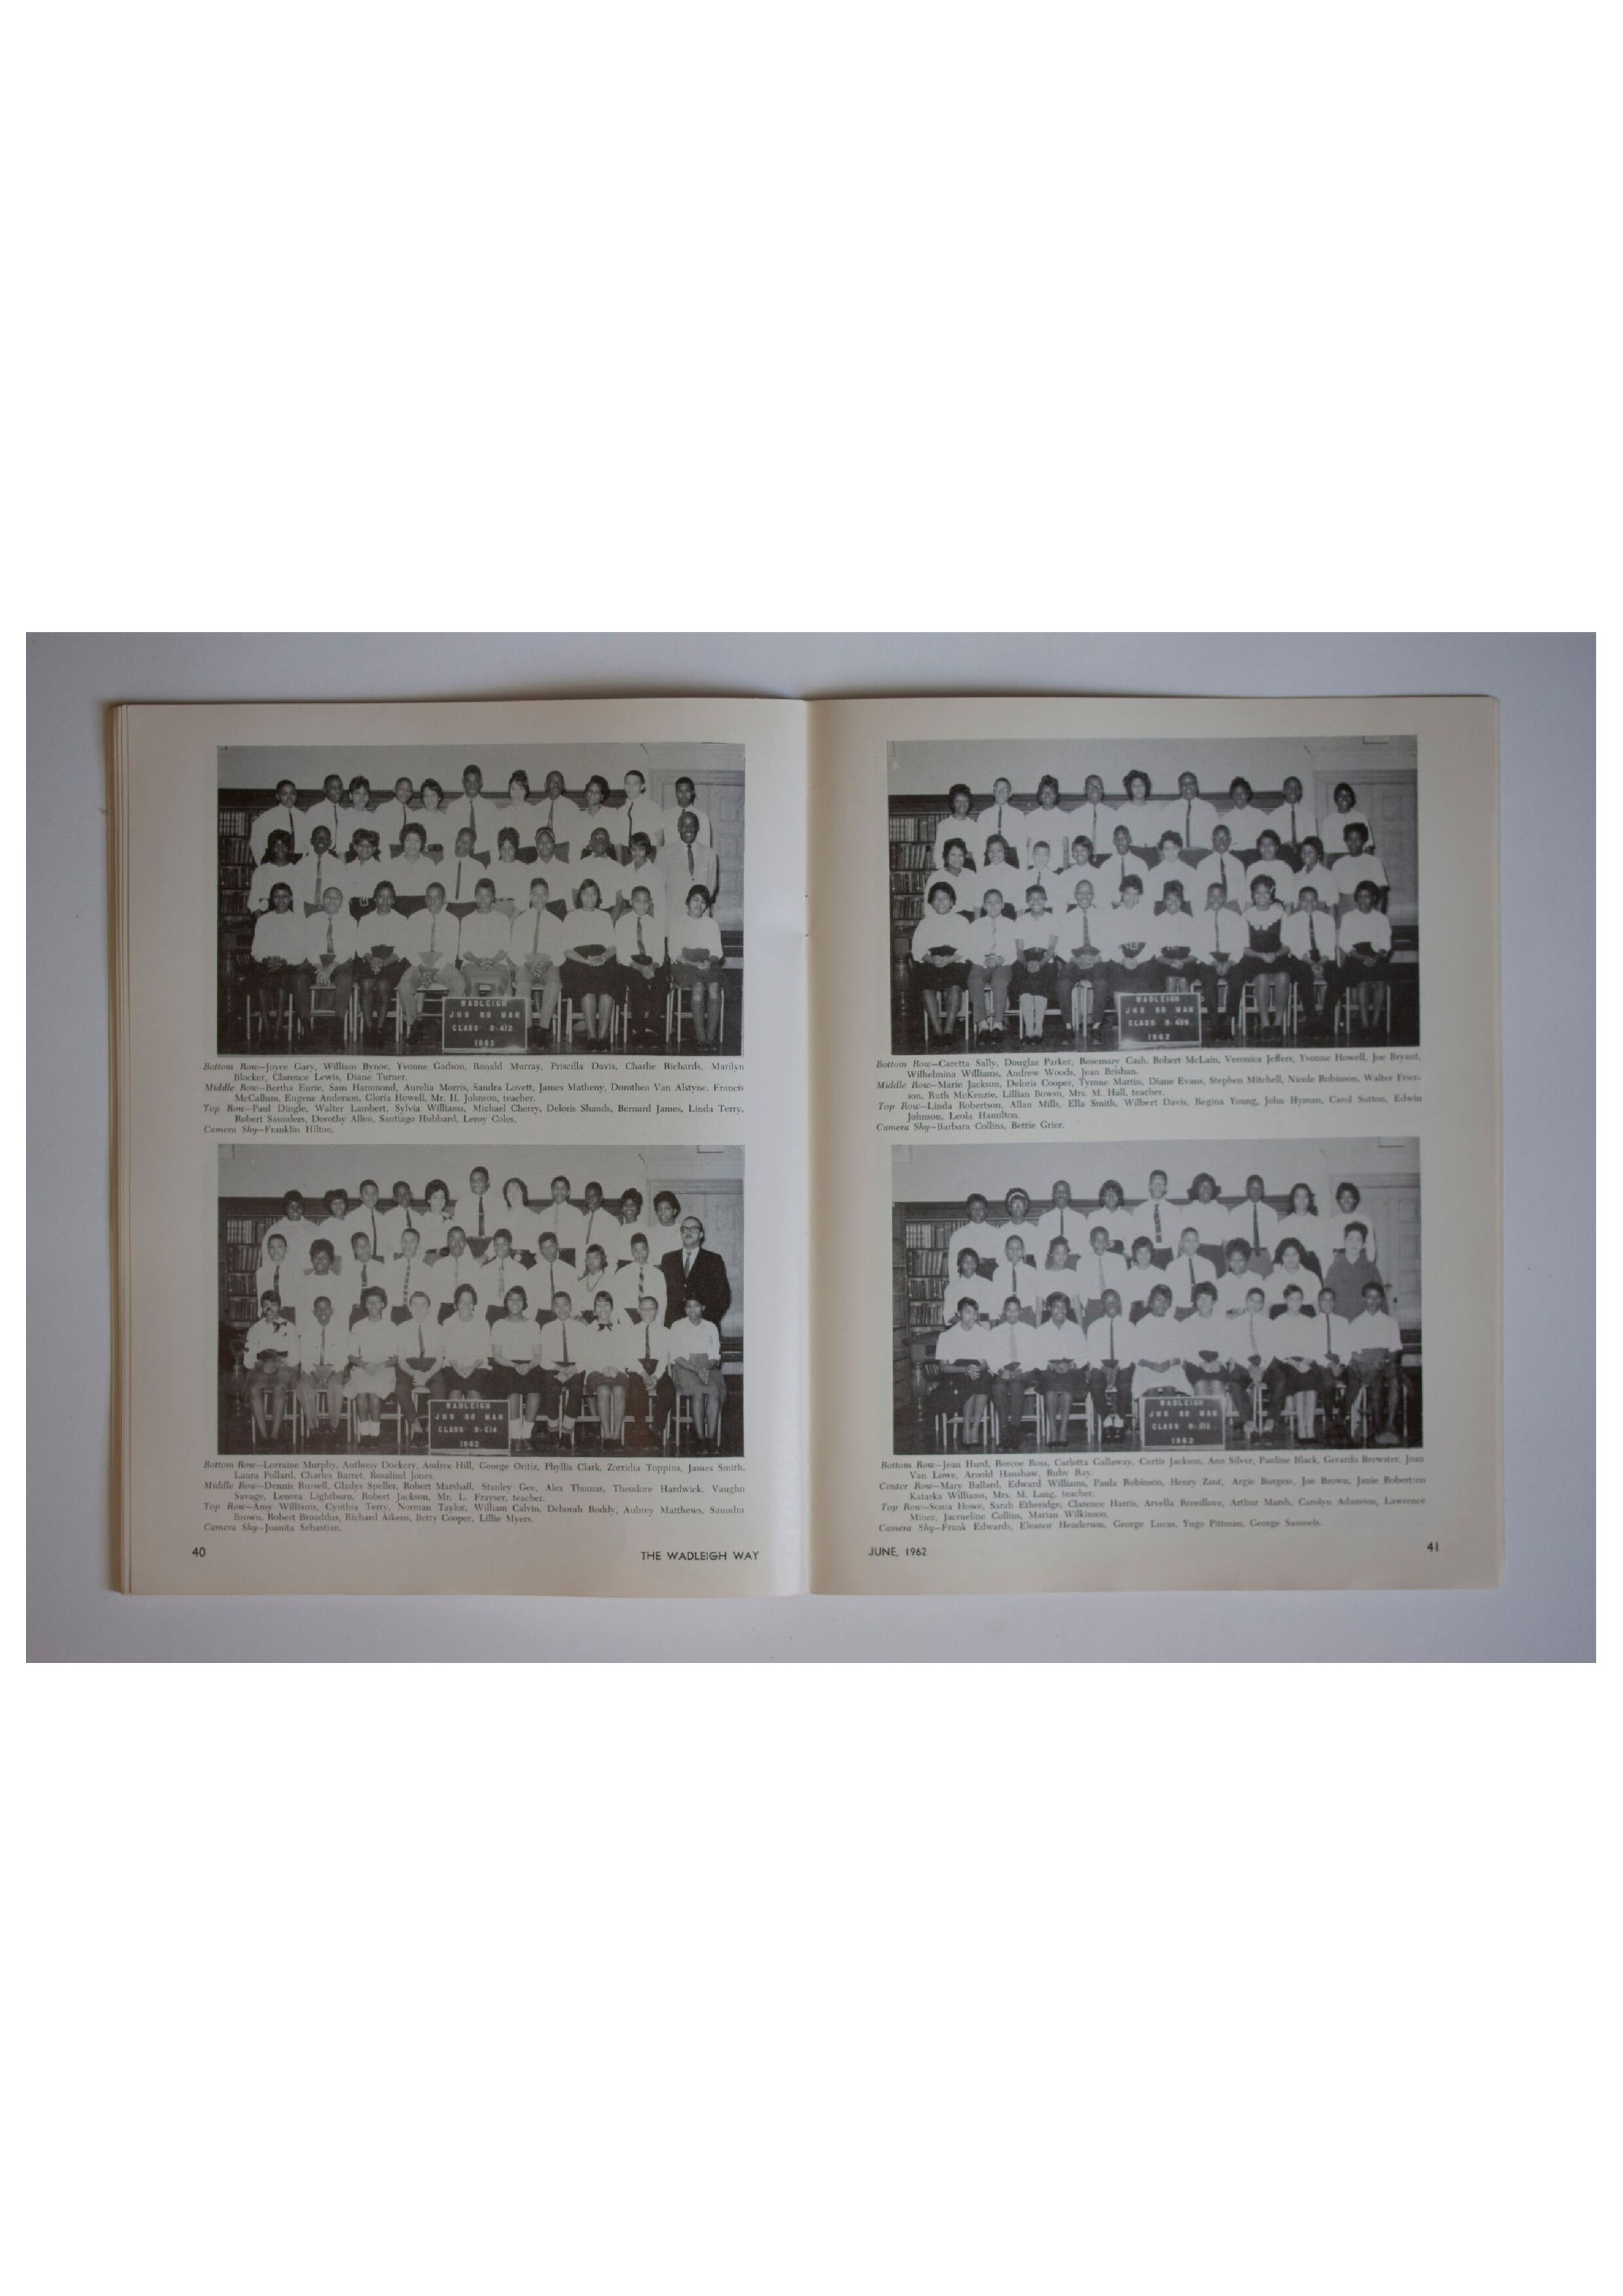 WADLEIGH
JHS 88 MAN
CLASS 9-412
1962
Bottom Row—Joyce Gary, William Bynoe, Yvonne Gadson, Ronald Murray, Priscilla Davis, Charlie Richards, Marilyn
Blocker, Clarence Lewis, Diane Turner.
Middle Row—Bertha Eurie, Sam Hammond, Aurelia Morris, Sandra Lovett, James Matheny, Dorothea Van Alstyne, Francis
McCallum, Eugene Anderson, Gloria Howell, Mr. H. Johnson, teacher.
Top Row—Paul Dingle, Walter Lambert, Sylvia Williams, Michael Cherry, Deloris Shands, Bernard James, Linda Terry,
Robert Saunders, Dorothy Allen, Santiago Hubbard, Leroy Coles.
Camera Shy—Franklin Hilton.
WADLEIGH
JHS 88 MAN
CLASS 9-514
1962
Bottom Row—Lorraine Murphy, Anthony Dockery, Andree Hill, George Oritiz, Phyllis Clark, Zorridia Toppins, James Smith,
Laura Pollard, Charles Barret, Rosalind Jones.
Middle Row—Dennis Russell, Gladys Speller, Robert Marshall, Stanley Gee, Alex Thomas, Theodore Hardwick, Vaughn
Savage, Lenora Lightburn, Robert Jackson, Mr. L. Frayser, teacher.
Top Row—Amy Williams, Cynthia Terry, Norman Taylor, William Calvin, Deborah Roddy, Aubrey Matthews, Saundra
Brown, Robert Broaddus, Richard Aikens, Betty Cooper, Lillie Myers.
Camera Shy—Juanita Sebastian.
40
THE WADLEIGH WAY
WADLEIGH
JHS 88 MAN
CLASS 9-408
1962
Bottom Row—Caretta Sally, Douglas Parker, Rosemary Cash, Robert McLain, Veronica Jeffers, Yvonne Howell, Joe Bryant,
Wilhelmina Williams, Andrew Woods, Jean Brisban.
Middle Row—Marie Jackson, Deloris Cooper, Tyrone Martin, Diane Evans, Stephen Mitchell, Nicole Robinson, Walter Frier-
son, Ruth McKenzie, Lillian Bowsn, Mrs. M. Hall, teacher.
Top Row—Linda Robertson, Allan Mills, Ella Smith, Wilbert Davis, Regina Young, John Hyman, Carol Sotton, Edwin
Johnson, Leola Hamilton.
Camera Shy—Barbara Collins, Bettie Grier.
WADLEIGH
JHS 88 MAN
CLASS 9-313
1962
Bottom Row—Jean Hurd, Roscoe Ross, Carlotta Gallaway, Curtis Jackson, Ann Silver, Pauline Black, Gerardo Brewster, Joan
Van Lowe, Arnold Hanshaw, Ruby Ray.
Center Row—Mary Ballard, Edward Williams, Paula Robinson, Henry Zant, Argie Burgess, Joe Brown, Janie Robertson
Kataska Williams, Mrs. M. Lang, teacher.
Top Row—Sonia Howe, Sarah Etheridge, Clarence Harris, Arvella Breedlove, Arthur Marsh, Carolyn Adamson, Lawrence
Miner, Jacrueline Collins, Marian Wilkinson.
Camera Shy—Frank Edwards, Eleanor Henderson, George Lucas, Yugo Pittman, George Samuels.
JUNE, 1962
41